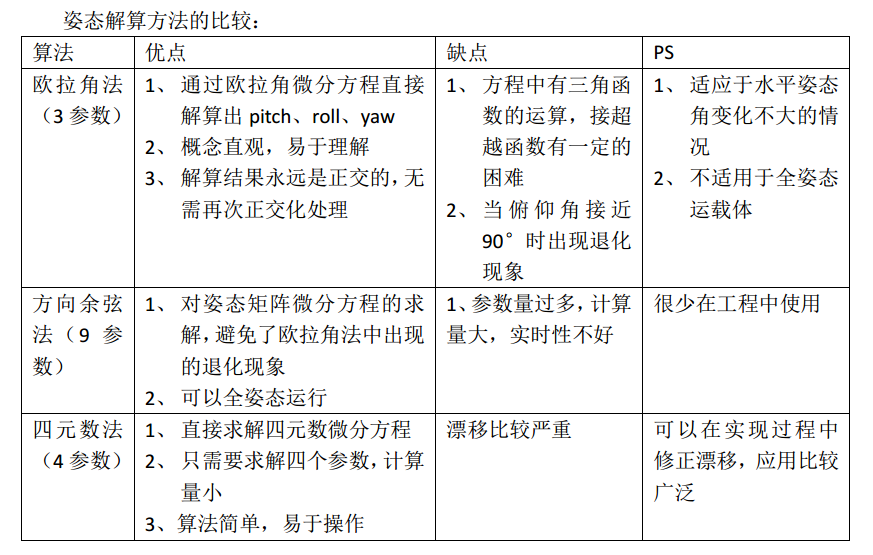 姿态解算方法的比较：
算法
优点
缺点
PS
欧拉角法
（3 参数）
1、 通过欧拉角微分方程直接
解算出 pitch、roll、yaw
2、 概念直观，易于理解
3、 解算结果永远是正交的，无
需再次正交化处理
1、 方程中有三角函
数的运算，接超
越函数有一定的
困难
2、 当俯仰角接近
90°时出现退化
现象
1、 适应于水平姿态
角变化不大的情
况
2、 不适用于全姿态
运载体
方向余弦
法（9 参
数）
1、 对姿态矩阵微分方程的求
解，避免了欧拉角法中出现
的退化现象
2、 可以全姿态运行
1、参数量过多，计算
量大，实时性不好
很少在工程中使用
四元数法
（4 参数）
1、 直接求解四元数微分方程
2、 只需要求解四个参数，计算
量小
3、算法简单，易于操作
漂移比较严重
可以在实现过程中
修正漂移，应用比较
广泛